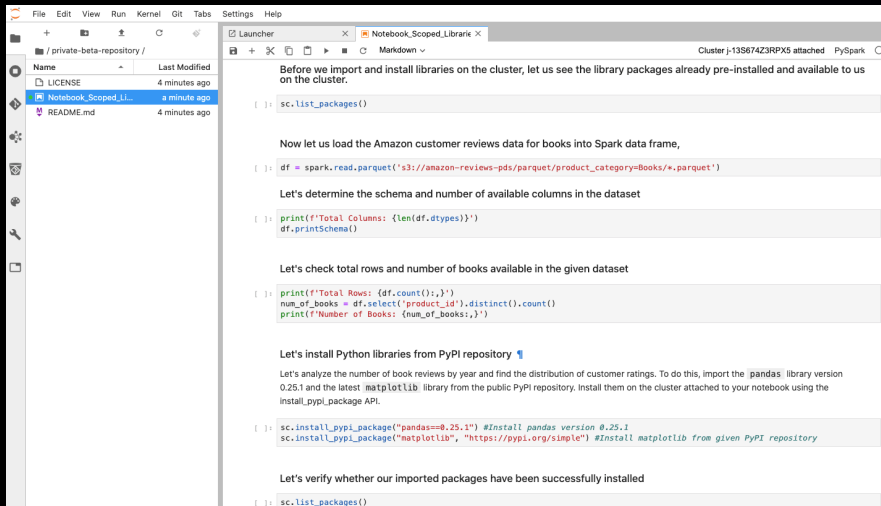 File Edit View Run Kernel Git Tabs Settings Help
Launcher
Notebook_Scoped_Librarie
/ private-beta-repository /
Markdown
Cluster j-13S674Z3RPX5 attached PySpark
Name Last Modified
LICENSE 4 minutes ago
Notebook_Scoped_Li... a minute ago
README.md 4 minutes ago
Before we import and install libraries on the cluster, let us see the library packages already pre-installed and available to us
on the cluster.
[ ]: sc.list_packages()
Now let us load the Amazon customer reviews data for books into Spark data frame,
[ ]: df = spark.read.parquet('s3://amazon-reviews-pds/parquet/product_category=Books/*.parquet')
Let's determine the schema and number of available columns in the dataset
[ ]: print(f'Total Columns: {len(df.dtypes)}')
df.printSchema()
Let's check total rows and number of books available in the given dataset
[ ]: print(f'Total Rows: {df.count():,}')
num_of_books = df.select('product_id').distinct().count()
print(f'Number of Books: {num_of_books:,}')
Let's install Python libraries from PyPI repository ¶
Let's analyze the number of book reviews by year and find the distribution of customer ratings. To do this, import the pandas library version
0.25.1 and the latest matplotlib library from the public PyPI repository. Install them on the cluster attached to your notebook using the
install_pypi_package API.
[ ]: sc.install_pypi_package("pandas==0.25.1") #Install pandas version 0.25.1
sc.install_pypi_package("matplotlib", "https://pypi.org/simple") #Install matplotlib from given PyPI repository
Let's verify whether our imported packages have been successfully installed
[ ]: sc.list_packages()